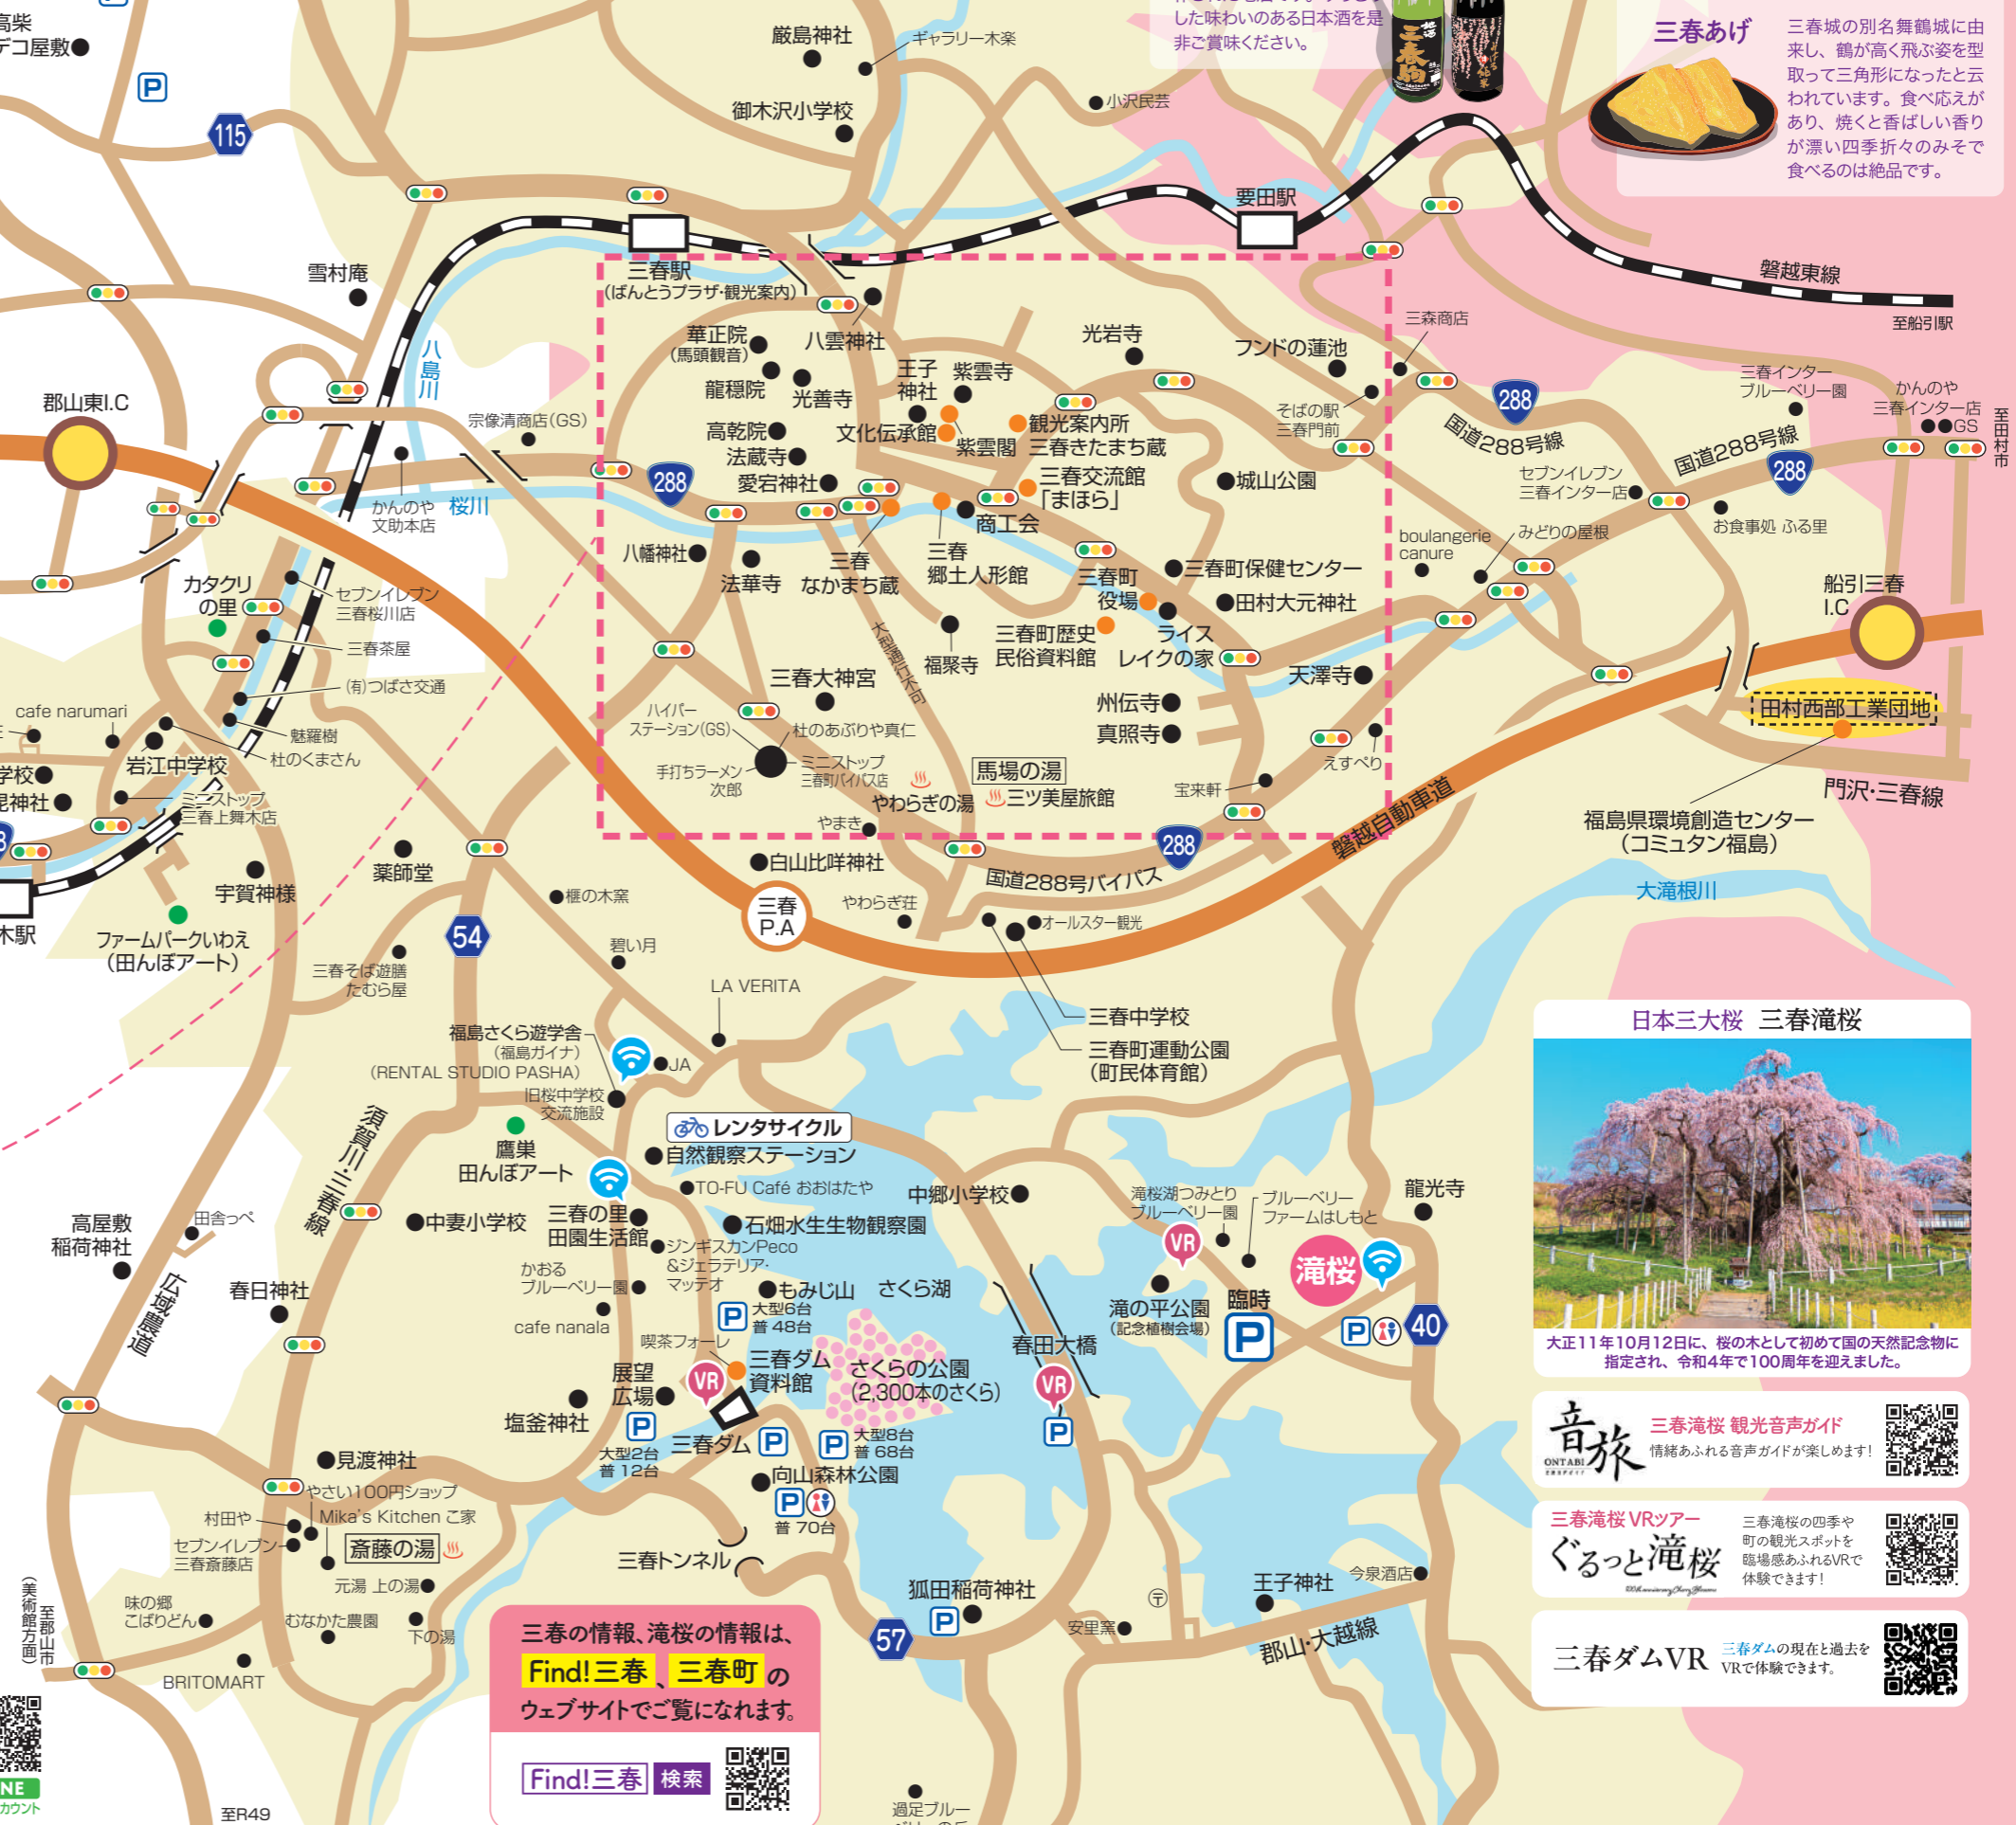 高柴
デコ屋敷
P
115
した味わいのある日本酒を是
非ご賞味ください。
三春駒
三春あげ
三春城の別名舞鶴城に由
来し、鶴が高く飛ぶ姿を型
取って三角形になったと云
われています。食べ応えが
あり、焼くと香ばしい香り
が漂い四季折々のみそで
食べるのは絶品です。
厳島神社
ギャラリー木楽
御木沢小学校
小沢民芸
要田駅
磐越東線
至船引駅
雪村庵
三春駅
(ばんとうプラザ・観光案内)
八島川
郡山東I.C
宗像清商店(GS)
かんのや
文助本店
桜川
288
華正院
(馬頭観音)
八雲神社
龍穏院
光善寺
王子
神社
紫雲寺
光岩寺
フンドの蓮池
三森商店
高乾院
文化伝承館
紫雲閣
観光案内所
三春きたまち蔵
そばの駅
三春門前
法蔵寺
愛宕神社
三春交流館
「まほら」
城山公園
商工会
288
国道288号線
国道288号線
288
三春インター
ブルーベリー園
かんのや
三春インター店
GS
至田村市
セブンイレブン
三春インター店
お食事処 ふる里
八幡神社
法華寺
三春
なかまち蔵
三春
郷土人形館
三春町
役場
三春町保健センター
田村大元神社
boulangerie
canure
みどりの屋根
船引三春
I.C
カタクリ
の里
セブンイレブン
三春桜川店
三春茶屋
(有)つばさ交通
魅羅樹
杜のくまさん
cafe narumari
岩江中学校
学校
ミニストップ
三春上舞木店
宇賀神様
木駅
ファームパークいわえ
(田んぼアート)
大型通行不可
福聚寺
三春町歴史
民俗資料館
ライス
レイクの家
天澤寺
三春大神宮
州伝寺
真照寺
ハイパー
ステーション(GS)
杜のあぶりや真仁
手打ちラーメン
次郎
ミニストップ
三春町バイパス店
やわらぎの湯
馬場の湯
三ツ美屋旅館
宝来軒
えすぺり
やまき
田村西部工業団地
門沢・三春線
福島県環境創造センター
(コミュタン福島)
大滝根川
磐越自動車道
288
国道288号バイパス
白山比咩神社
三春
P.A
やわらぎ荘
オールスター観光
三春中学校
三春町運動公園
(町民体育館)
薬師堂
54
榧の木窯
碧い月
三春そば遊膳
たむら屋
LA VERITA
福島さくら遊学舎
(福島ガイナ)
(RENTAL STUDIO PASHA)
JA
旧桜中学校
交流施設
須賀川・三春線
鷹巣
田んぼアート
レンタサイクル
自然観察ステーション
TO-FU Café おおはたや
中郷小学校
滝桜湖つみとり
ブルーベリー園
ブルーベリー
ファームはしもと
龍光寺
高屋敷
稲荷神社
田舎っぺ
広域農道
中妻小学校
三春の里
田園生活館
石畑水生生物観察園
ジンギスカンPeco
&ジェラテリア・
マッテオ
かおる
ブルーベリー園
もみじ山
さくら湖
春日神社
cafe nanala
P
大型6台
普 48台
喫茶フォーレ
三春ダム
資料館
VR
展望
広場
さくらの公園
(2,300本のさくら)
春田大橋
VR
P
VR
滝の平公園
(記念植樹会場)
臨時
P
滝桜
P
40
塩釜神社
P
大型2台
普 12台
三春ダム
P
P
大型8台
普 68台
向山森林公園
P
普 70台
見渡神社
やさい100円ショップ
村田や
Mika's Kitchen こ家
セブンイレブン
三春斎藤店
斎藤の湯
元湯 上の湯
味の郷
こばりどん
むなかた農園
下の湯
BRITOMART
至郡山市
(美術館方面)
至R49
三春トンネル
57
狐田稲荷神社
P
安里窯
〒
王子神社
今泉酒店
郡山・大越線
過足ブルー
三春の情報、滝桜の情報は、
Find!三春、三春町の
ウェブサイトでご覧になれます。
Find!三春 検索
日本三大桜 三春滝桜
大正11年10月12日に、桜の木として初めて国の天然記念物に
指定され、令和4年で100周年を迎えました。
音旅
ONTABI
三春滝桜 観光音声ガイド
情緒あふれる音声ガイドが楽しめます!
三春滝桜 VRツアー
ぐるっと滝桜
三春滝桜の四季や
町の観光スポットを
臨場感あふれるVRで
体験できます!
三春ダムVR
三春ダムの現在と過去を
VRで体験できます。